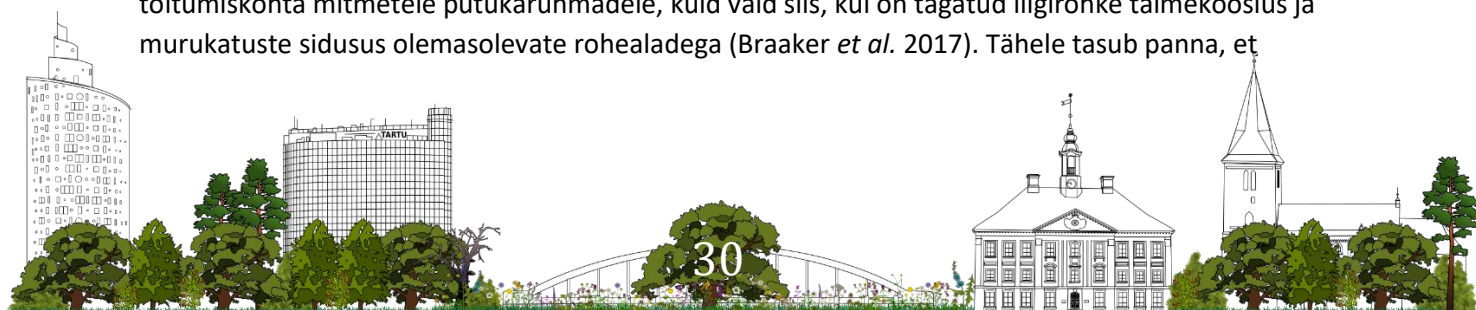 toitumiskohta mitmetele putukarühmadele, kuid vaid siis, kui on tagatud liigirohke taimekooslus ja
murukatuste sidusus olemasolevate rohealadega (Braaker et al. 2017). Tähele tasub panna, et
TARTU
30